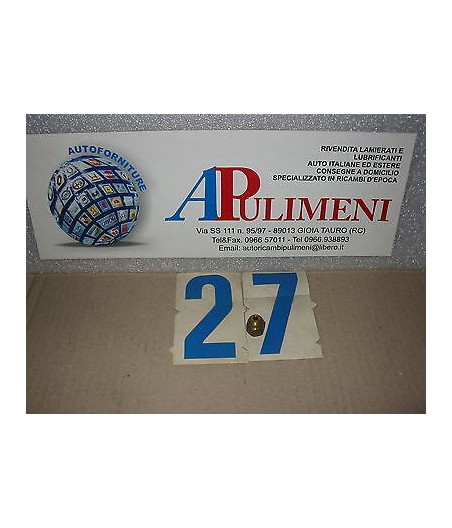 AUTOFORNITURE
RIVENDITA LAMIERATI E
LUBRIFICANTI
AUTO ITALIANE ED ESTERE
CONSEGNE A DOMICILIO
SPECIALIZZATO IN RICAMBI D'EPOCA
APULIMENI
Via SS 111 n. 95/97 - 89013 GIOIA TAURO (RC)
Tel&Fax. 0966 57011 - Tel 0966.938893
Email: autoricambipulimeni@libero.it
27